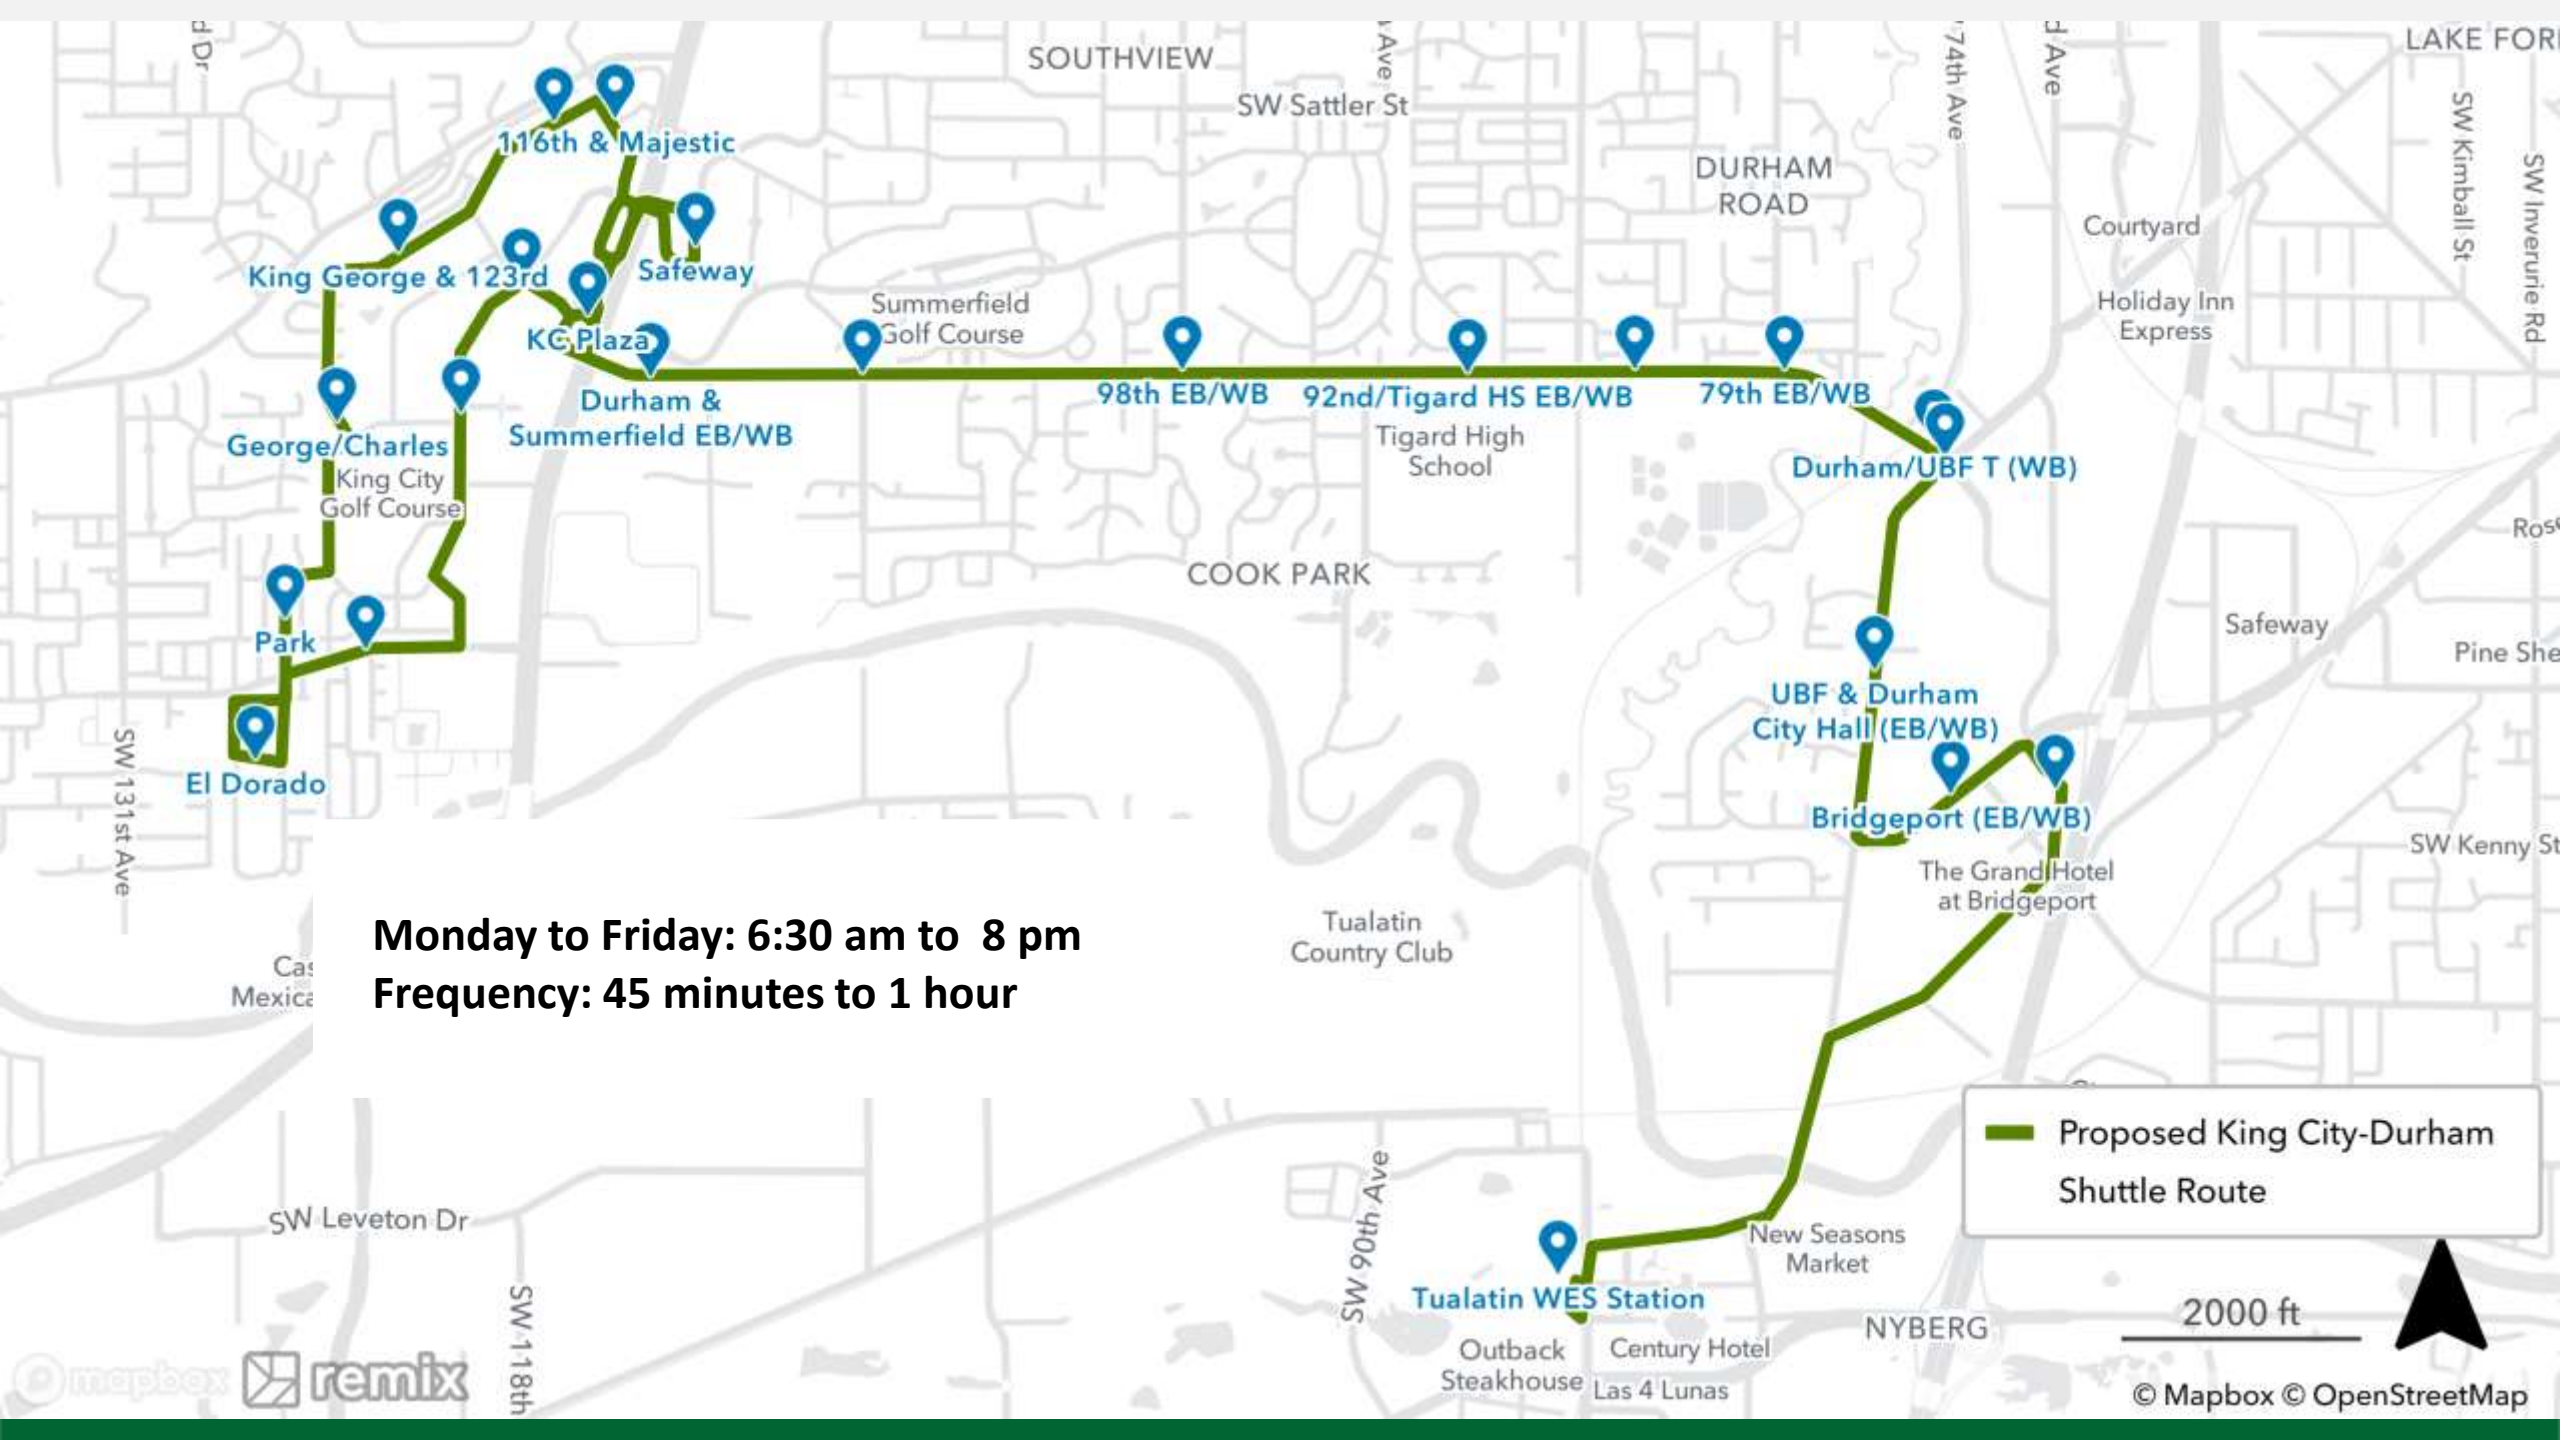 d Dr
SOUTHVIEW
Ave
SW Sattler St
74th Ave
d Ave
LAKE FOR
SW Kimball St
SW Inverurie Rd
116th & Majestic
DURHAM
ROAD
Courtyard
King George & 123rd
Safeway
Summerfield
Golf Course
Holiday Inn
Express
KC Plaza
Durham &
Summerfield EB/WB
98th EB/WB
92nd/Tigard HS EB/WB
79th EB/WB
George/Charles
King City
Golf Course
Tigard High
School
Durham/UBF T (WB)
COOK PARK
Park
Safeway
Pine She
UBF & Durham
City Hall (EB/WB)
El Dorado
SW 131st Ave
Bridgeport (EB/WB)
SW Kenny St
The Grand Hotel
at Bridgeport
Monday to Friday: 6:30 am to  8 pm
Frequency: 45 minutes to 1 hour
Tualatin
Country Club
Cas
Mexica
Proposed King City-Durham
Shuttle Route
SW Leveton Dr
SW 90th Ave
New Seasons
Market
Tualatin WES Station
SW 118th
Outback
Steakhouse
Century Hotel
Las 4 Lunas
NYBERG
2000 ft
mapbox
remix
© Mapbox © OpenStreetMap